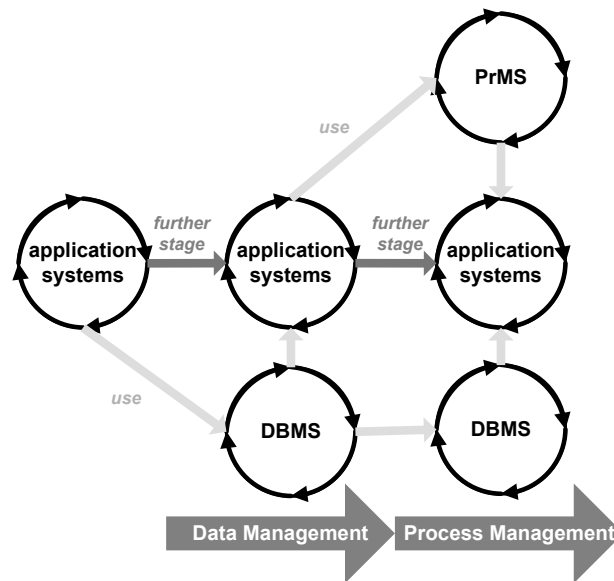 PrMS
use
further
stage
further
stage
application
systems
application
systems
application
systems
use
DBMS
DBMS
Data Management
Process Management